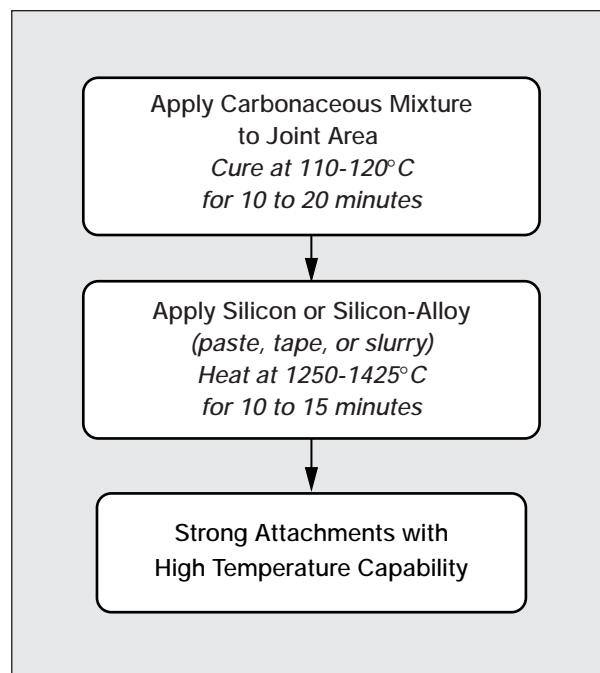 Apply Carbonaceous Mixture
to Joint Area
Cure at 110-120°C
for 10 to 20 minutes
Apply Silicon or Silicon-Alloy
(paste, tape, or slurry)
Heat at 1250-1425°C
for 10 to 15 minutes
Strong Attachments with
High Temperature Capability